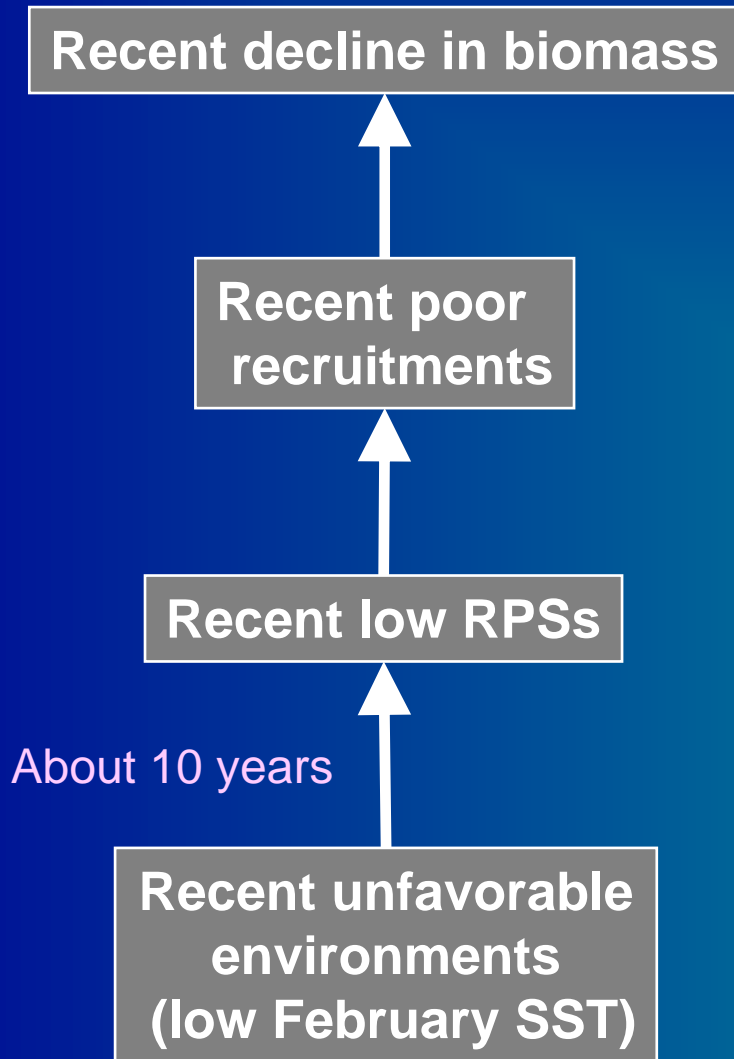 Recent decline in biomass
Recent poor
recruitments
Recent low RPSs
About 10 years
Recent unfavorable
environments
(low February SST)